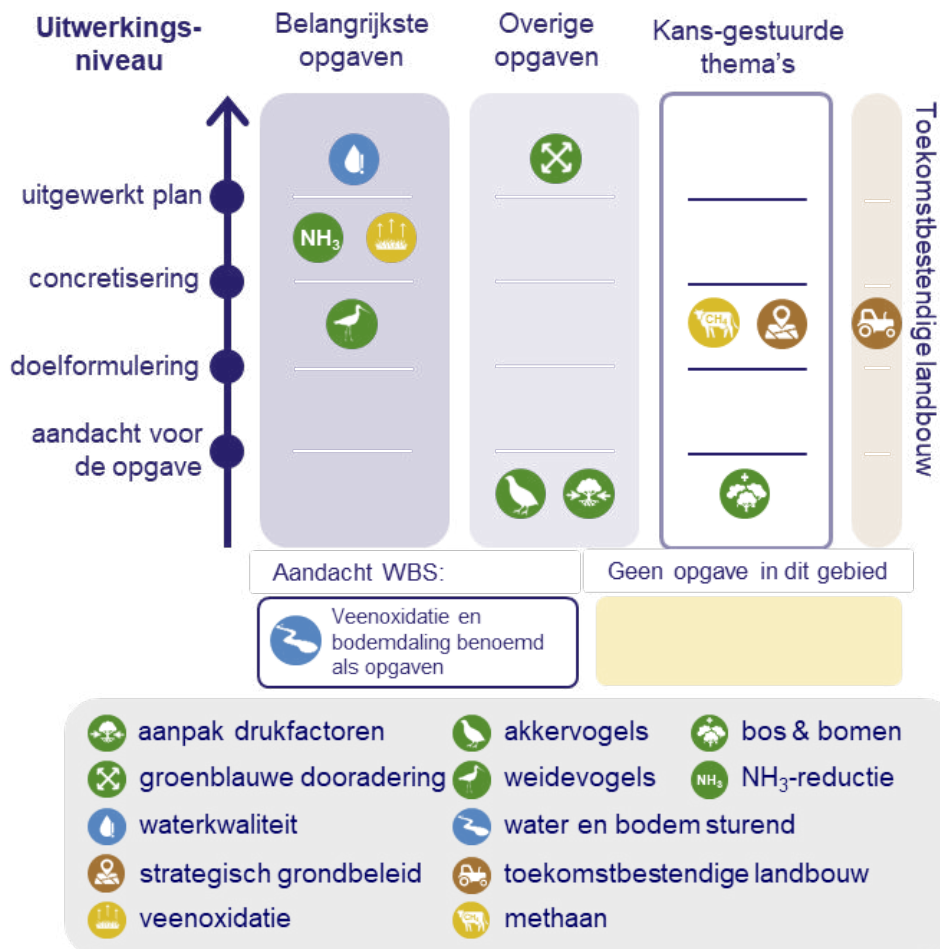 Uitwerkings-
niveau
Belangrijkste
opgaven
Overige
opgaven
Kans-gestuurde
thema's
Toekomstbestendige landbouw
uitgewerkt plan
NH₃
concretisering
CH₄
doelformulering
aandacht voor
de opgave
Aandacht WBS:
Geen opgave in dit gebied
Veenoxidatie en
bodemdaling benoemd
als opgaven
aanpak drukfactoren
akkervogels
bos & bomen
groenblauwe dooradering
weidevogels
NH₃
NH₃-reductie
waterkwaliteit
water en bodem sturend
strategisch grondbeleid
toekomstbestendige landbouw
veenoxidatie
CH₄
methaan